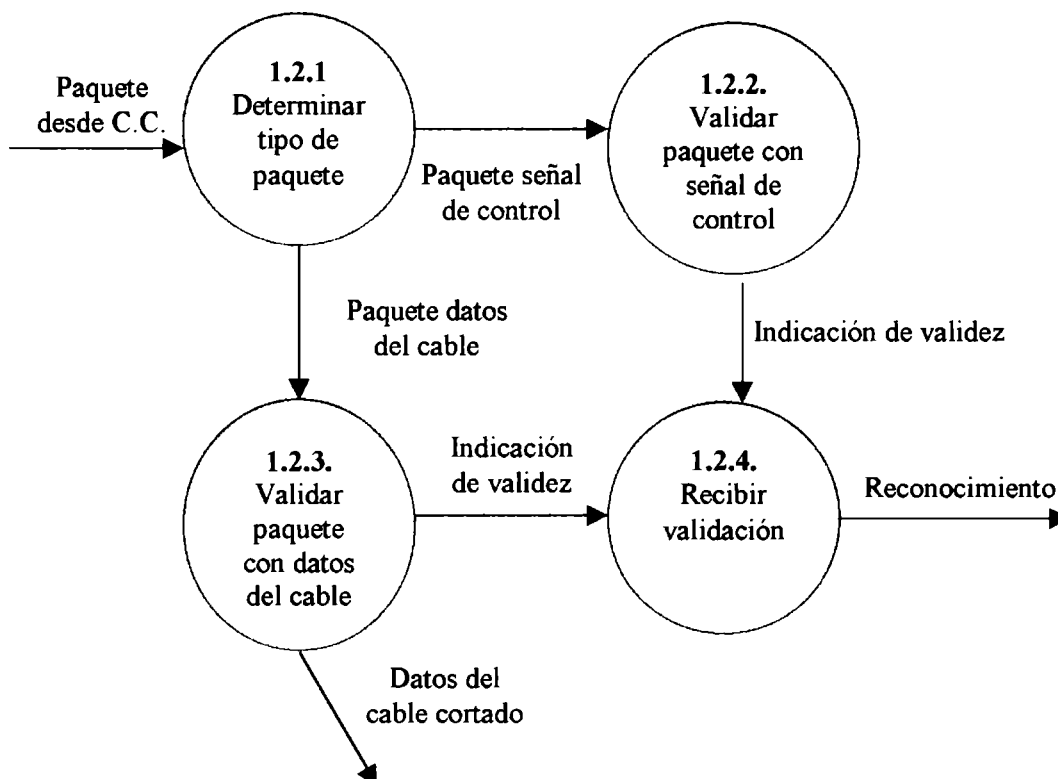 Paquete
desde C.C.
1.2.1
Determinar
tipo de
paquete
Paquete señal
de control
1.2.2.
Validar
paquete con
señal de
control
Paquete datos
del cable
Indicación de validez
1.2.3.
Validar
paquete
con datos
del cable
Indicación
de validez
1.2.4.
Recibir
validación
Reconocimiento
Datos del
cable cortado